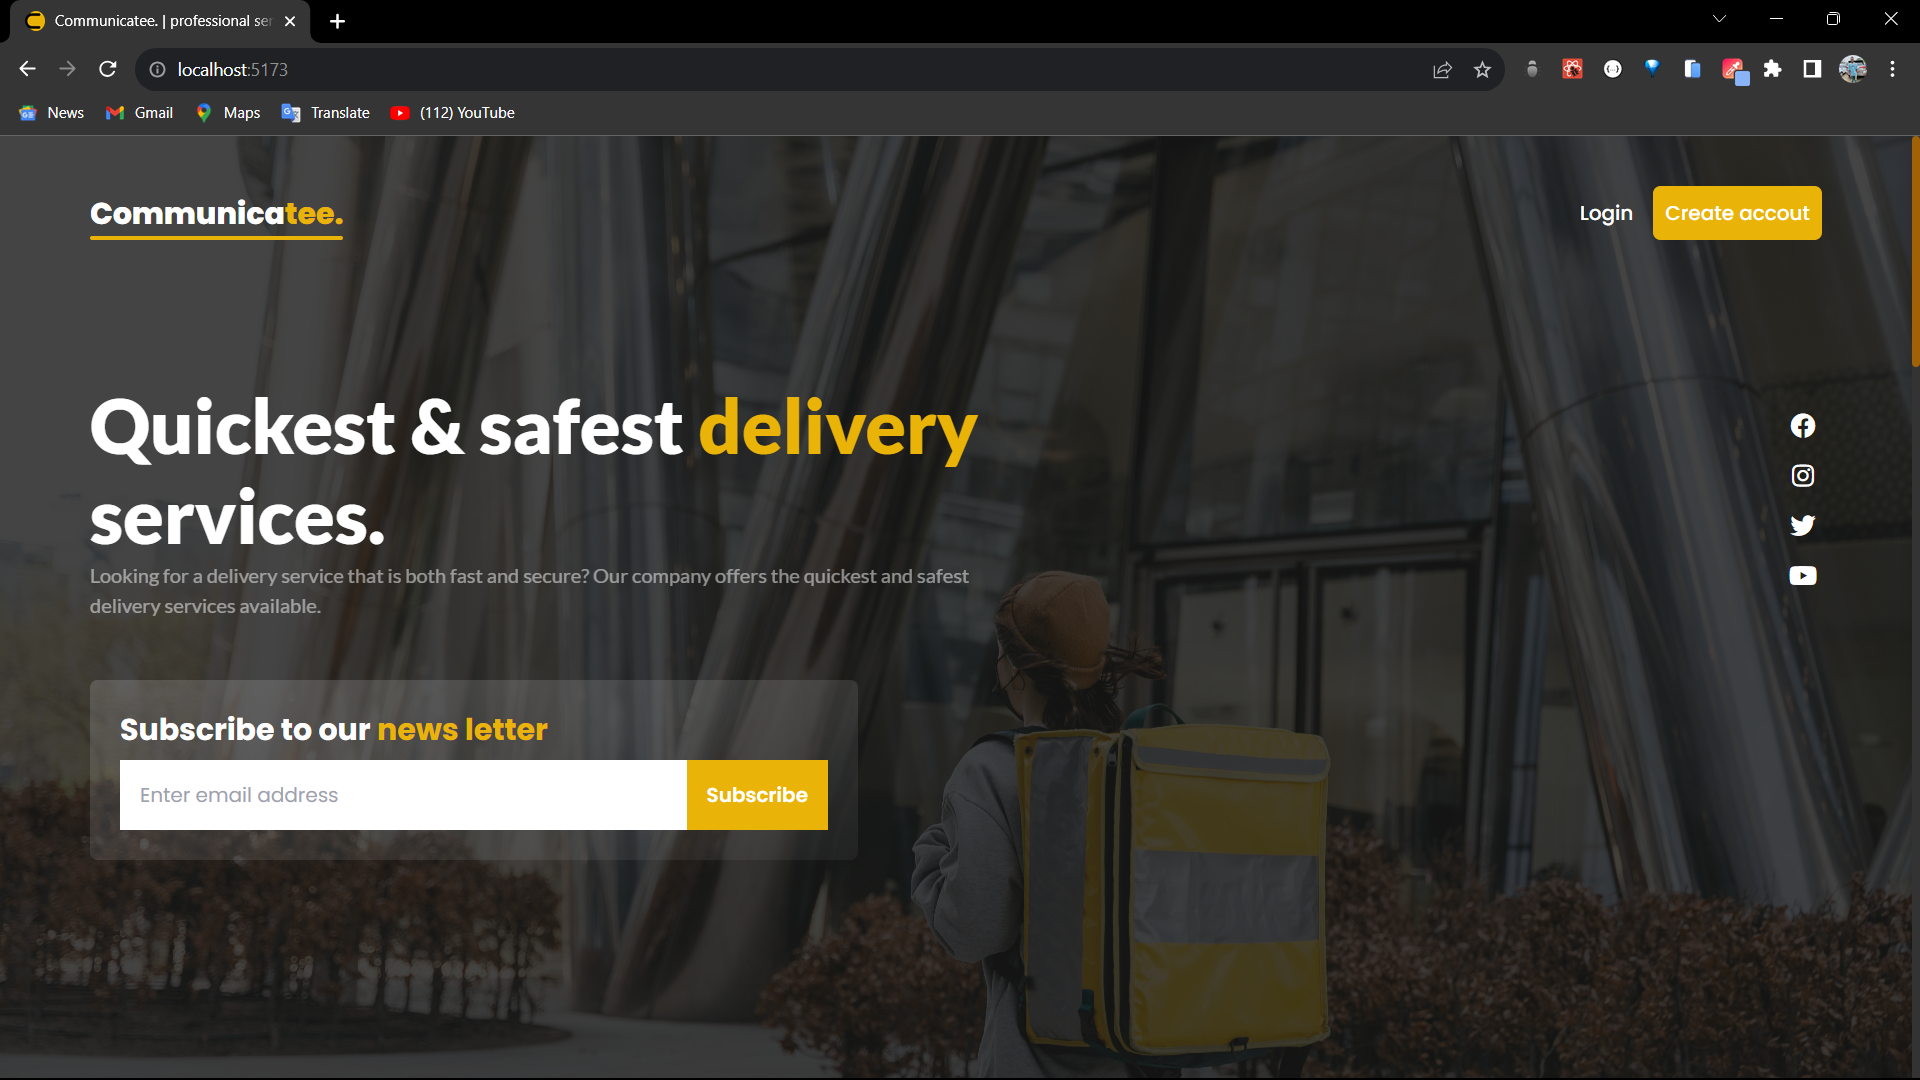 Communicatee. | professional ser
localhost:5173
News
Gmail
Maps
Translate
(112) YouTube
Communicatee.
Login
Create accout
Quickest & safest delivery
services.
Looking for a delivery service that is both fast and secure? Our company offers the quickest and safest
delivery services available.
Subscribe to our news letter
Enter email address
Subscribe